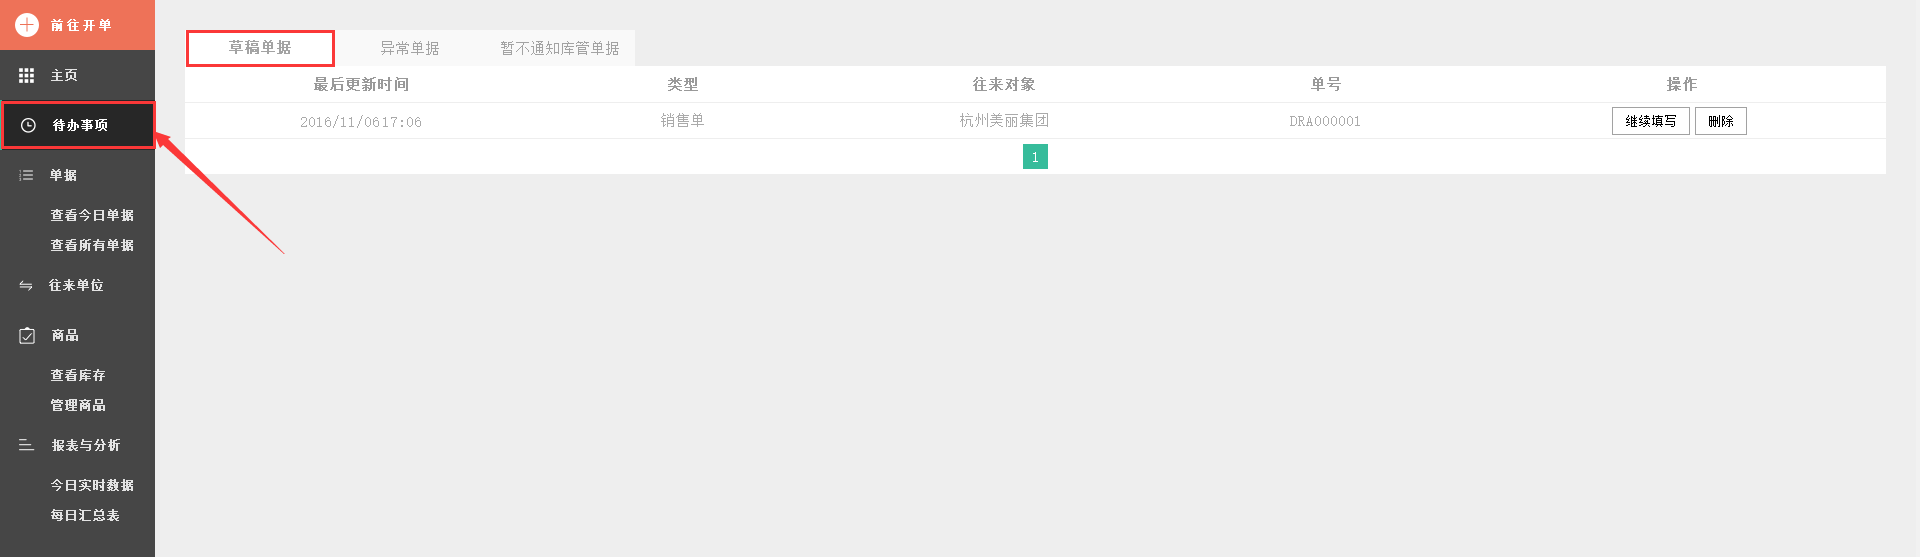 前往开单
主页
待办事项
单据
查看今日单据
查看所有单据
往来单位
商品
查看库存
管理商品
报表与分析
今日实时数据
每日汇总表
草稿单据 异常单据 暂不通知库管单据
最后更新时间 类型 往来对象 单号 操作
2016/11/0617:06 销售单 杭州美丽集团 DRA000001 继续填写 删除
1